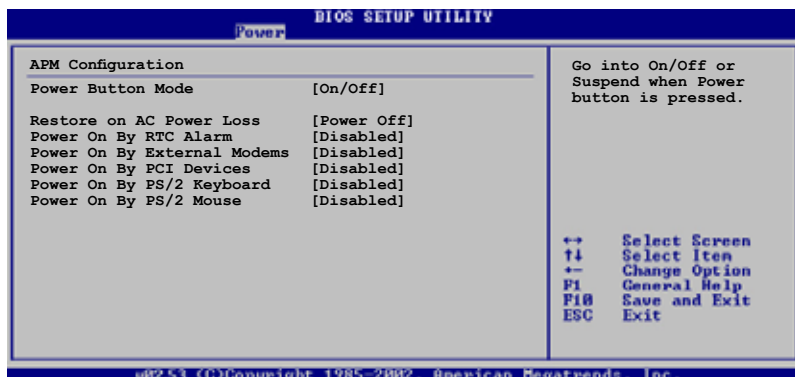 BIOS SETUP UTILITY
Power
APM Configuration
Power Button Mode [On/Off]
Restore on AC Power Loss [Power Off]
Power On By RTC Alarm [Disabled]
Power On By External Modems [Disabled]
Power On By PCI Devices [Disabled]
Power On By PS/2 Keyboard [Disabled]
Power On By PS/2 Mouse [Disabled]
Go into On/Off or
Suspend when Power
button is pressed.
↔ Select Screen
↑↓ Select Item
+- Change Option
F1 General Help
F10 Save and Exit
ESC Exit
v02.53 (C)Copyright 1985-2002, American Megatrends, Inc.